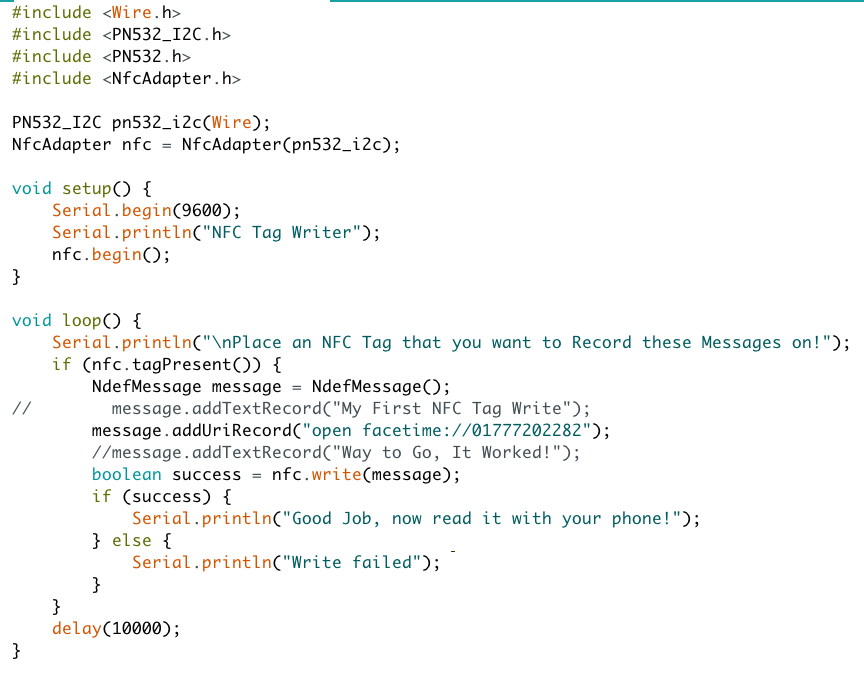 #include <Wire.h>
#include <PN532_I2C.h>
#include <PN532.h>
#include <NfcAdapter.h>

PN532_I2C pn532_i2c(Wire);
NfcAdapter nfc = NfcAdapter(pn532_i2c);

void setup() {
    Serial.begin(9600);
    Serial.println("NFC Tag Writer");
    nfc.begin();
}

void loop() {
    Serial.println("\nPlace an NFC Tag that you want to Record these Messages on!");
    if (nfc.tagPresent()) {
        NdefMessage message = NdefMessage();
//        message.addTextRecord("My First NFC Tag Write");
        message.addUriRecord("open facetime://01777202282");
        //message.addTextRecord("Way to Go, It Worked!");
        boolean success = nfc.write(message);
        if (success) {
            Serial.println("Good Job, now read it with your phone!");
        } else {
            Serial.println("Write failed");
        }
    }
    delay(10000);
}